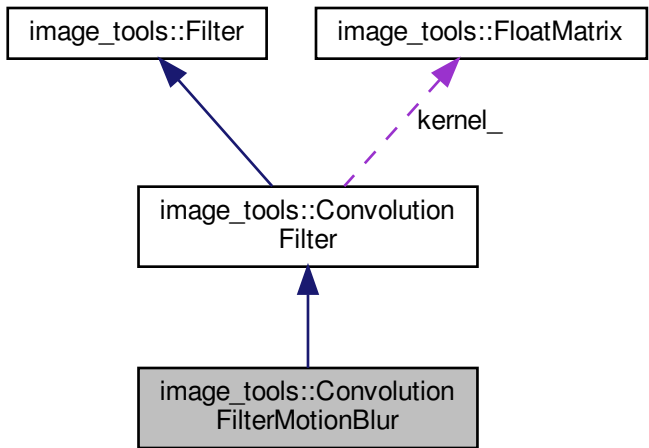 image_tools::Filter
image_tools::FloatMatrix
kernel_
image_tools::Convolution
Filter
image_tools::Convolution
FilterMotionBlur